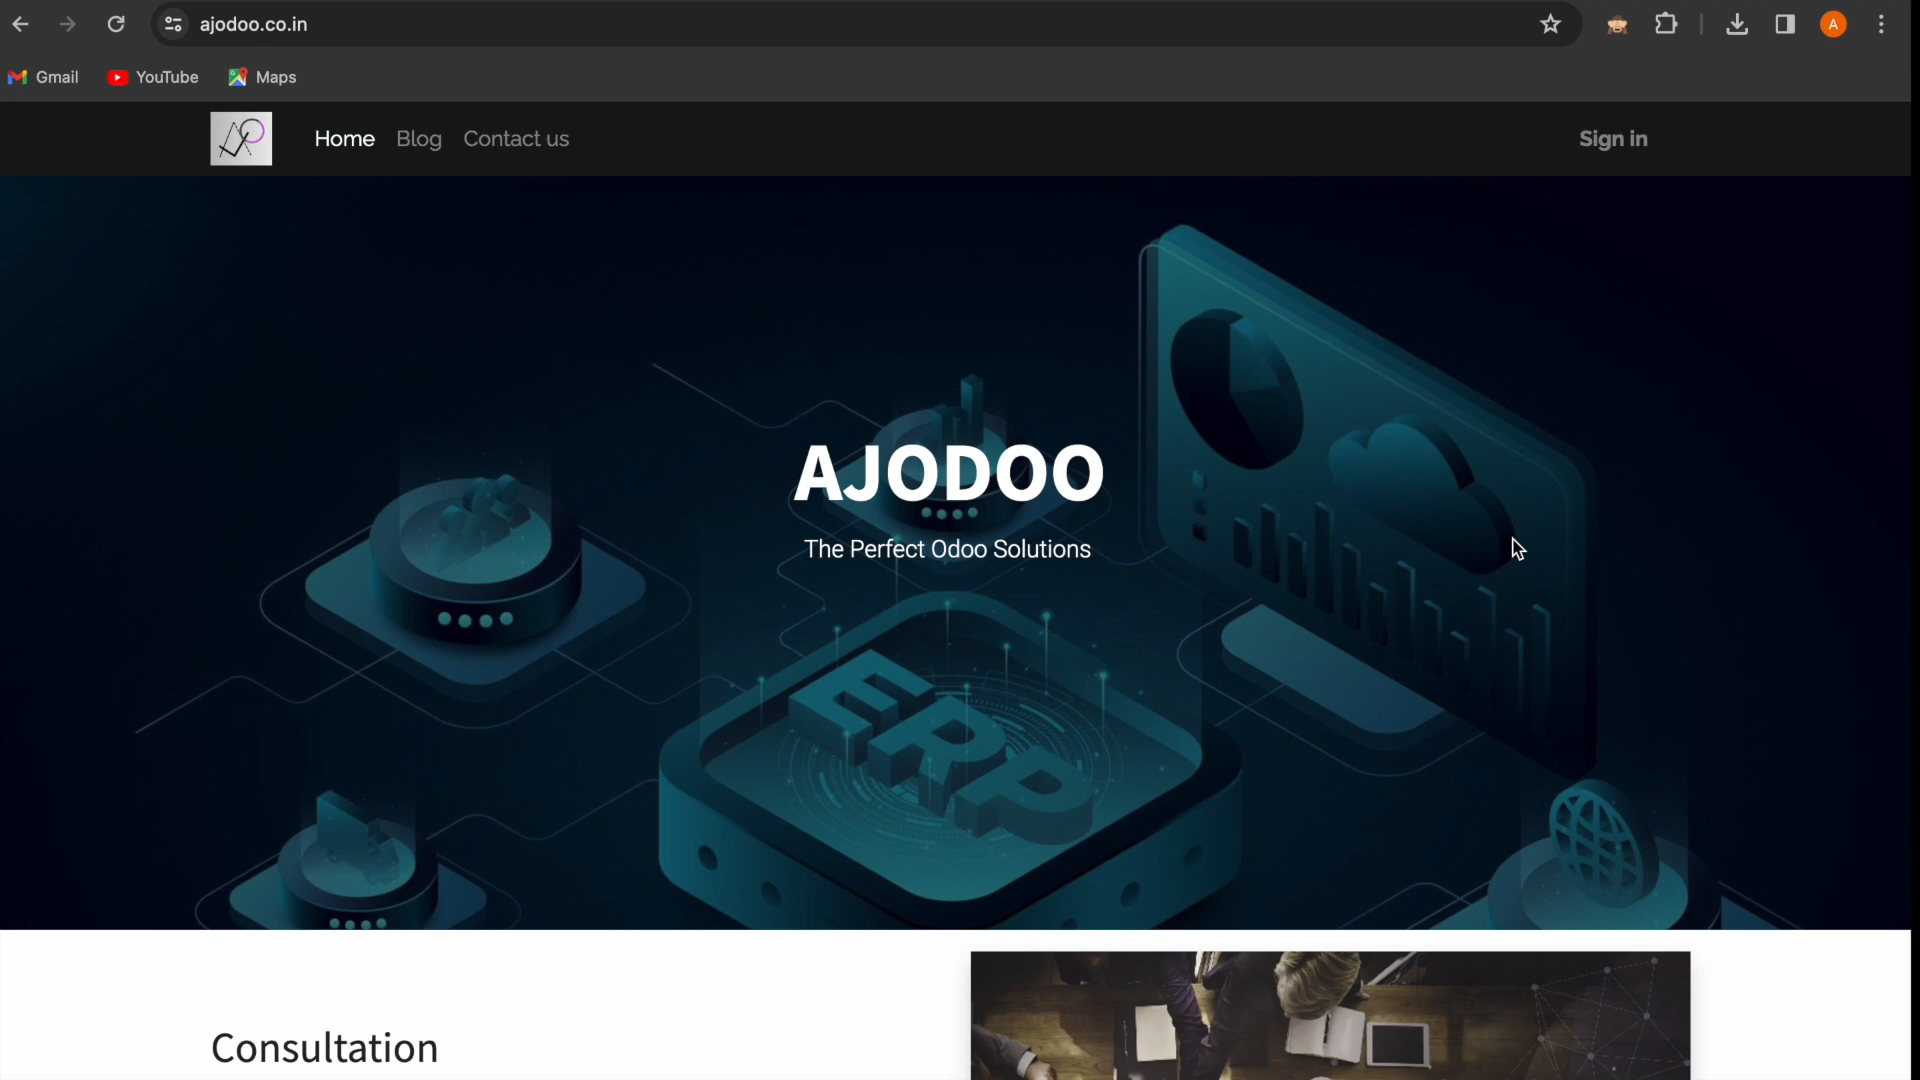 ajodoo.co.in
A
Gmail YouTube Maps
Home Blog Contact us Sign in
AJODOO
The Perfect Odoo Solutions
ERP
Consultation